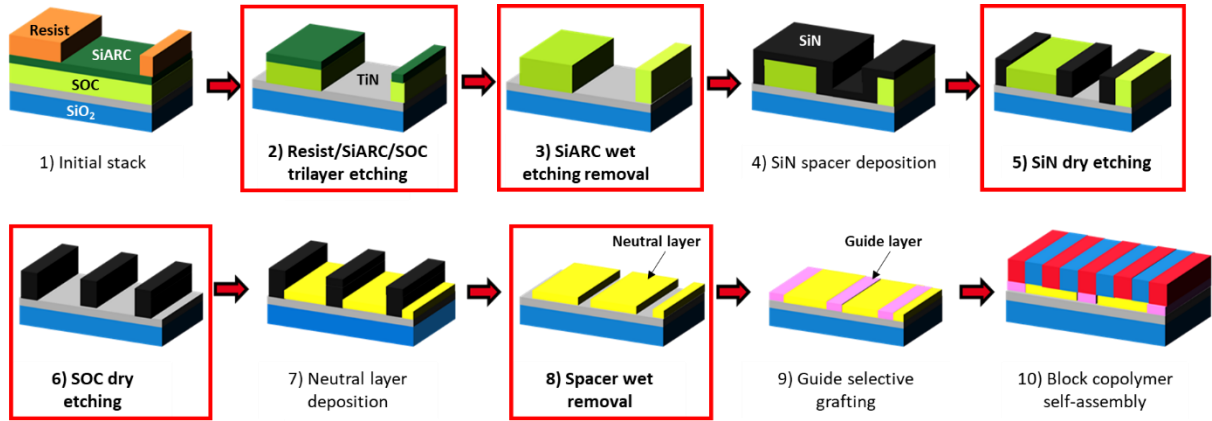 Resist
SiARC
SOC
SiO2
1) Initial stack
TiN
2) Resist/SiARC/SOC
trilayer etching
3) SiARC wet
etching removal
SiN
4) SiN spacer deposition
5) SiN dry etching
6) SOC dry
etching
7) Neutral layer
deposition
Neutral layer
8) Spacer wet
removal
Guide layer
9) Guide selective
grafting
10) Block copolymer
self-assembly